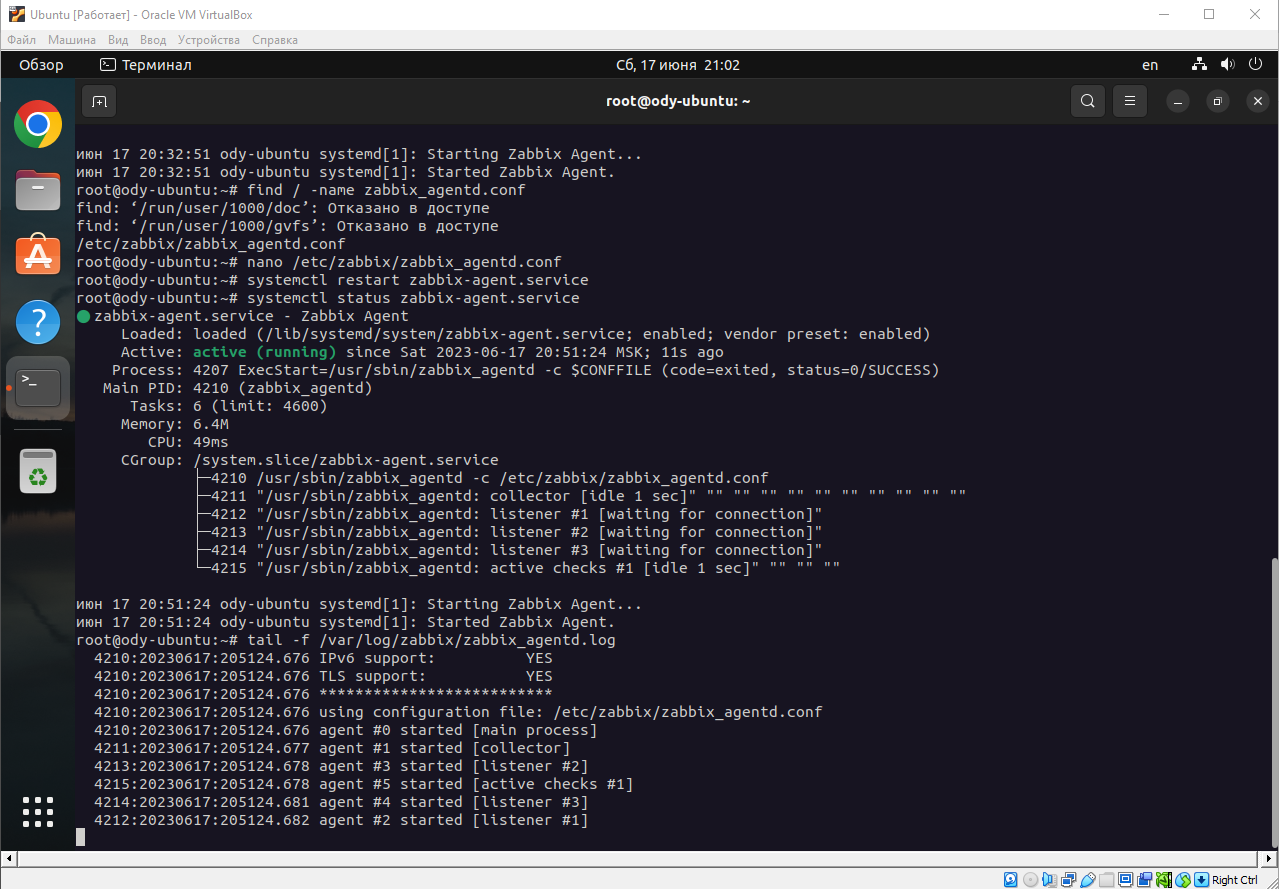 Ubuntu [Работает] - Oracle VM VirtualBox
Файл Машина Вид Ввод Устройства Справка
Обзор Терминал Сб, 17 июня 21:02 en
root@ody-ubuntu: ~
июн 17 20:32:51 ody-ubuntu systemd[1]: Starting Zabbix Agent...
июн 17 20:32:51 ody-ubuntu systemd[1]: Started Zabbix Agent.
root@ody-ubuntu:~# find / -name zabbix_agentd.conf
find: ‘/run/user/1000/doc’: Отказано в доступе
find: ‘/run/user/1000/gvfs’: Отказано в доступе
/etc/zabbix/zabbix_agentd.conf
root@ody-ubuntu:~# nano /etc/zabbix/zabbix_agentd.conf
root@ody-ubuntu:~# systemctl restart zabbix-agent.service
root@ody-ubuntu:~# systemctl status zabbix-agent.service
● zabbix-agent.service - Zabbix Agent
Loaded: loaded (/lib/systemd/system/zabbix-agent.service; enabled; vendor preset: enabled)
Active: active (running) since Sat 2023-06-17 20:51:24 MSK; 11s ago
Process: 4207 ExecStart=/usr/sbin/zabbix_agentd -c $CONFFILE (code=exited, status=0/SUCCESS)
Main PID: 4210 (zabbix_agentd)
Tasks: 6 (limit: 4600)
Memory: 6.4M
CPU: 49ms
CGroup: /system.slice/zabbix-agent.service
├─4210 /usr/sbin/zabbix_agentd -c /etc/zabbix/zabbix_agentd.conf
├─4211 "/usr/sbin/zabbix_agentd: collector [idle 1 sec]" "" "" "" "" "" "" "" "" "" ""
├─4212 "/usr/sbin/zabbix_agentd: listener #1 [waiting for connection]"
├─4213 "/usr/sbin/zabbix_agentd: listener #2 [waiting for connection]"
├─4214 "/usr/sbin/zabbix_agentd: listener #3 [waiting for connection]"
└─4215 "/usr/sbin/zabbix_agentd: active checks #1 [idle 1 sec]" "" "" ""
июн 17 20:51:24 ody-ubuntu systemd[1]: Starting Zabbix Agent...
июн 17 20:51:24 ody-ubuntu systemd[1]: Started Zabbix Agent.
root@ody-ubuntu:~# tail -f /var/log/zabbix/zabbix_agentd.log
4210:20230617:205124.676 IPv6 support: YES
4210:20230617:205124.676 TLS support: YES
4210:20230617:205124.676 **************************
4210:20230617:205124.676 using configuration file: /etc/zabbix/zabbix_agentd.conf
4210:20230617:205124.676 agent #0 started [main process]
4211:20230617:205124.677 agent #1 started [collector]
4213:20230617:205124.678 agent #3 started [listener #2]
4215:20230617:205124.678 agent #5 started [active checks #1]
4214:20230617:205124.681 agent #4 started [listener #3]
4212:20230617:205124.682 agent #2 started [listener #1]
Right Ctrl